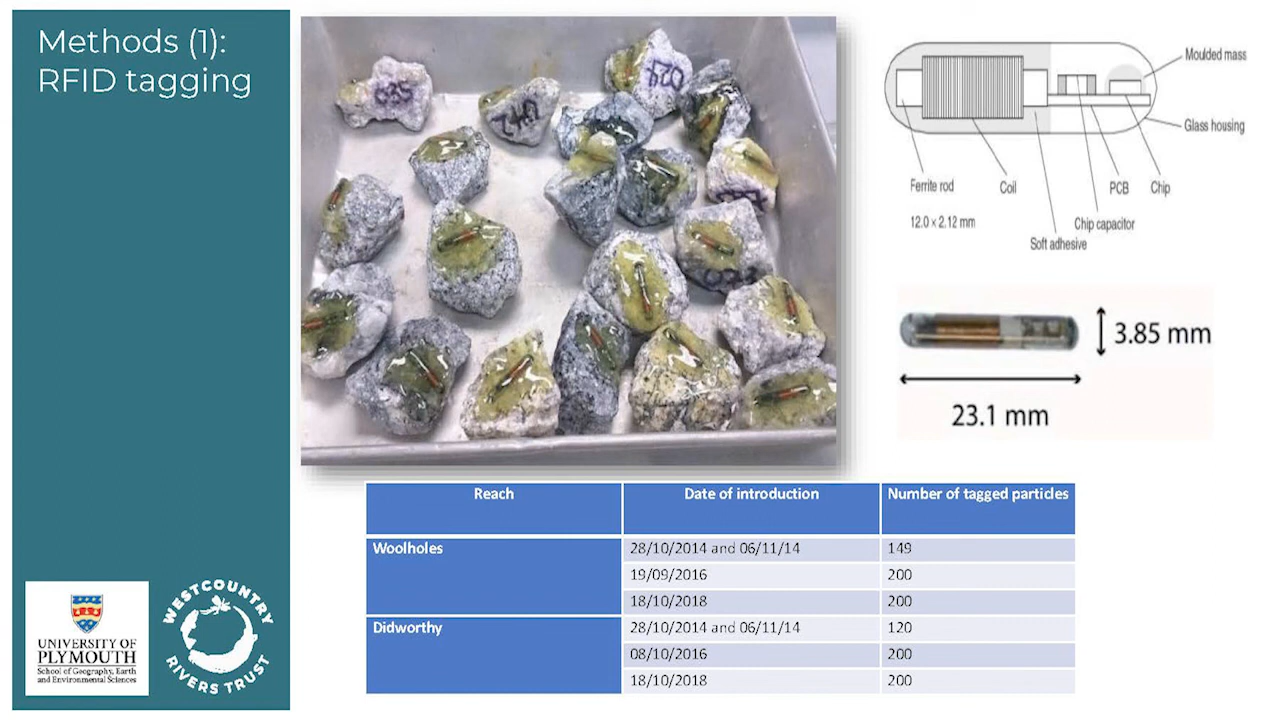 Methods (1):
RFID tagging
Moulded mass
Glass housing
Ferrite rod
Coil
PCB
Chip
12.0 × 2.12 mm
Chip capacitor
Soft adhesive
3.85 mm
23.1 mm
Reach Date of introduction Number of tagged particles
Woolholes 28/10/2014 and 06/11/14 149
19/09/2016 200
18/10/2018 200
Didworthy 28/10/2014 and 06/11/14 120
08/10/2016 200
18/10/2018 200
UNIVERSITY OF
PLYMOUTH
School of Geography, Earth
and Environmental Sciences
WESTCOUNTRY
RIVERS TRUST